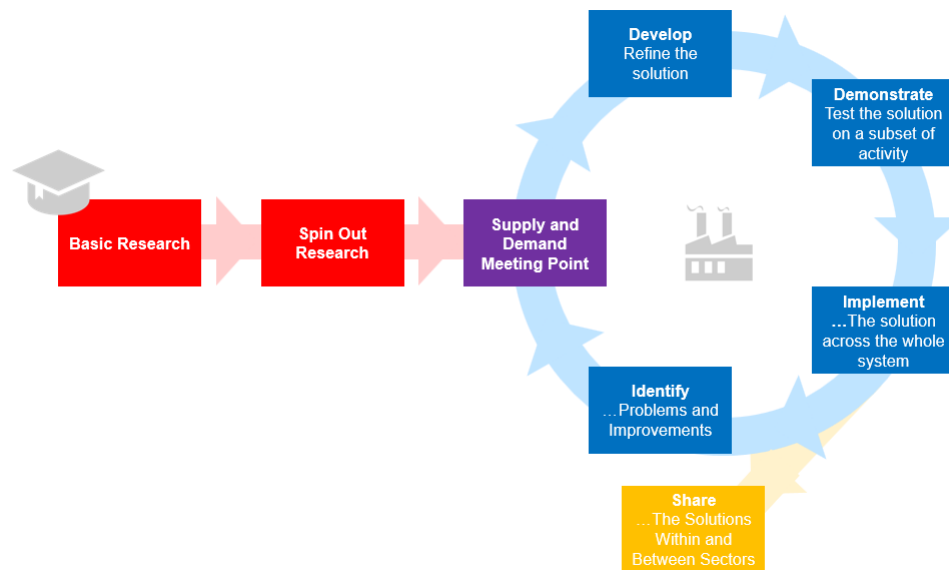 Basic Research
Spin Out
Research
Supply and
Demand
Meeting Point
Develop
Refine the
solution
Demonstrate
Test the solution
on a subset of
activity
Implement
…The solution
across the whole
system
Identify
…Problems and
Improvements
Share
…The Solutions
Within and
Between Sectors